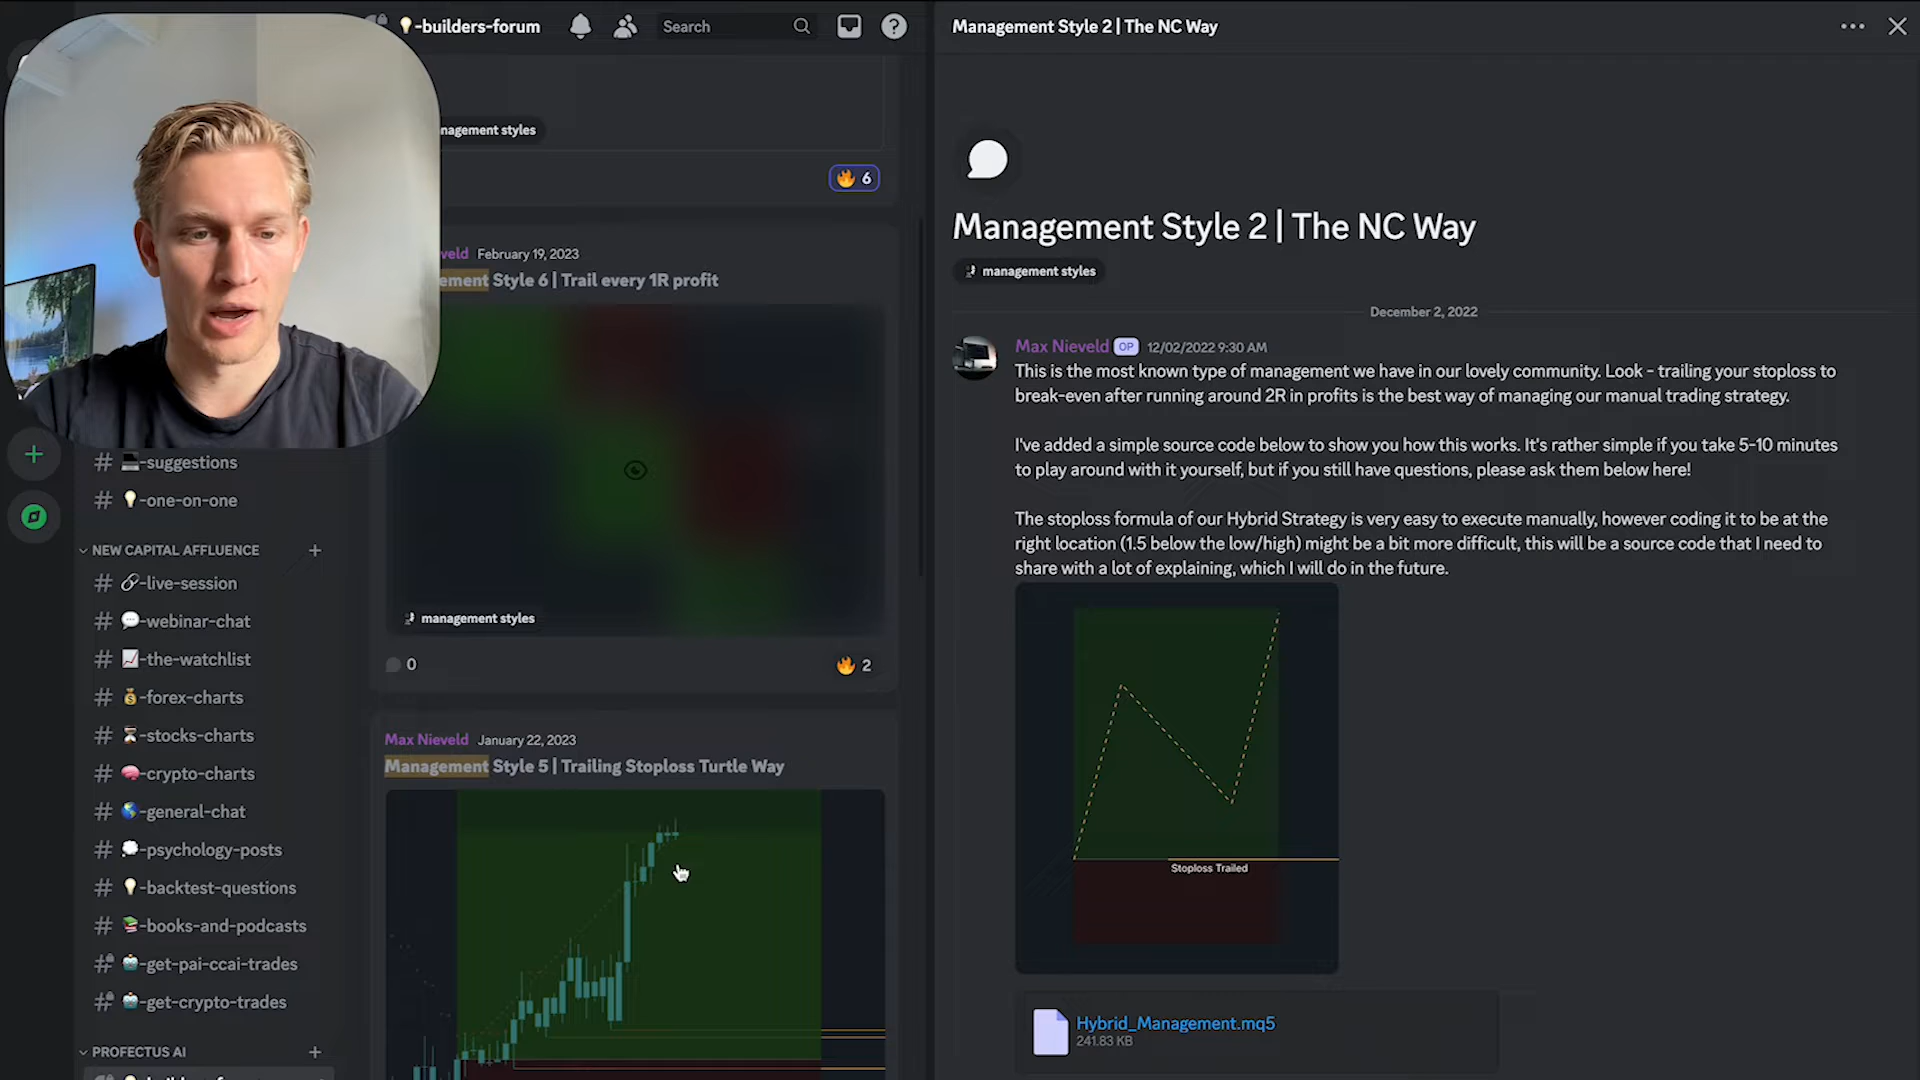 -builders-forum
Search
nagement styles
6
veld February 19, 2023
ement Style 6 | Trail every 1R profit
management styles
0
2
Max Nieveld January 22, 2023
Management Style 5 | Trailing Stoploss Turtle Way
-suggestions
-one-on-one
NEW CAPITAL AFFLUENCE
-live-session
-webinar-chat
-the-watchlist
-forex-charts
-stocks-charts
-crypto-charts
-general-chat
-psychology-posts
-backtest-questions
-books-and-podcasts
-get-pai-ccai-trades
-get-crypto-trades
PROFECTUS AI
Management Style 2 | The NC Way
Management Style 2 | The NC Way
management styles
December 2, 2022
Max Nieveld OP 12/02/2022 9:30 AM
This is the most known type of management we have in our lovely community. Look - trailing your stoploss to
break-even after running around 2R in profits is the best way of managing our manual trading strategy.
I've added a simple source code below to show you how this works. It's rather simple if you take 5-10 minutes
to play around with it yourself, but if you still have questions, please ask them below here!
The stoploss formula of our Hybrid Strategy is very easy to execute manually, however coding it to be at the
right location (1.5 below the low/high) might be a bit more difficult, this will be a source code that I need to
share with a lot of explaining, which I will do in the future.
Stoploss Trailed
Hybrid_Management.mq5
241.83 KB